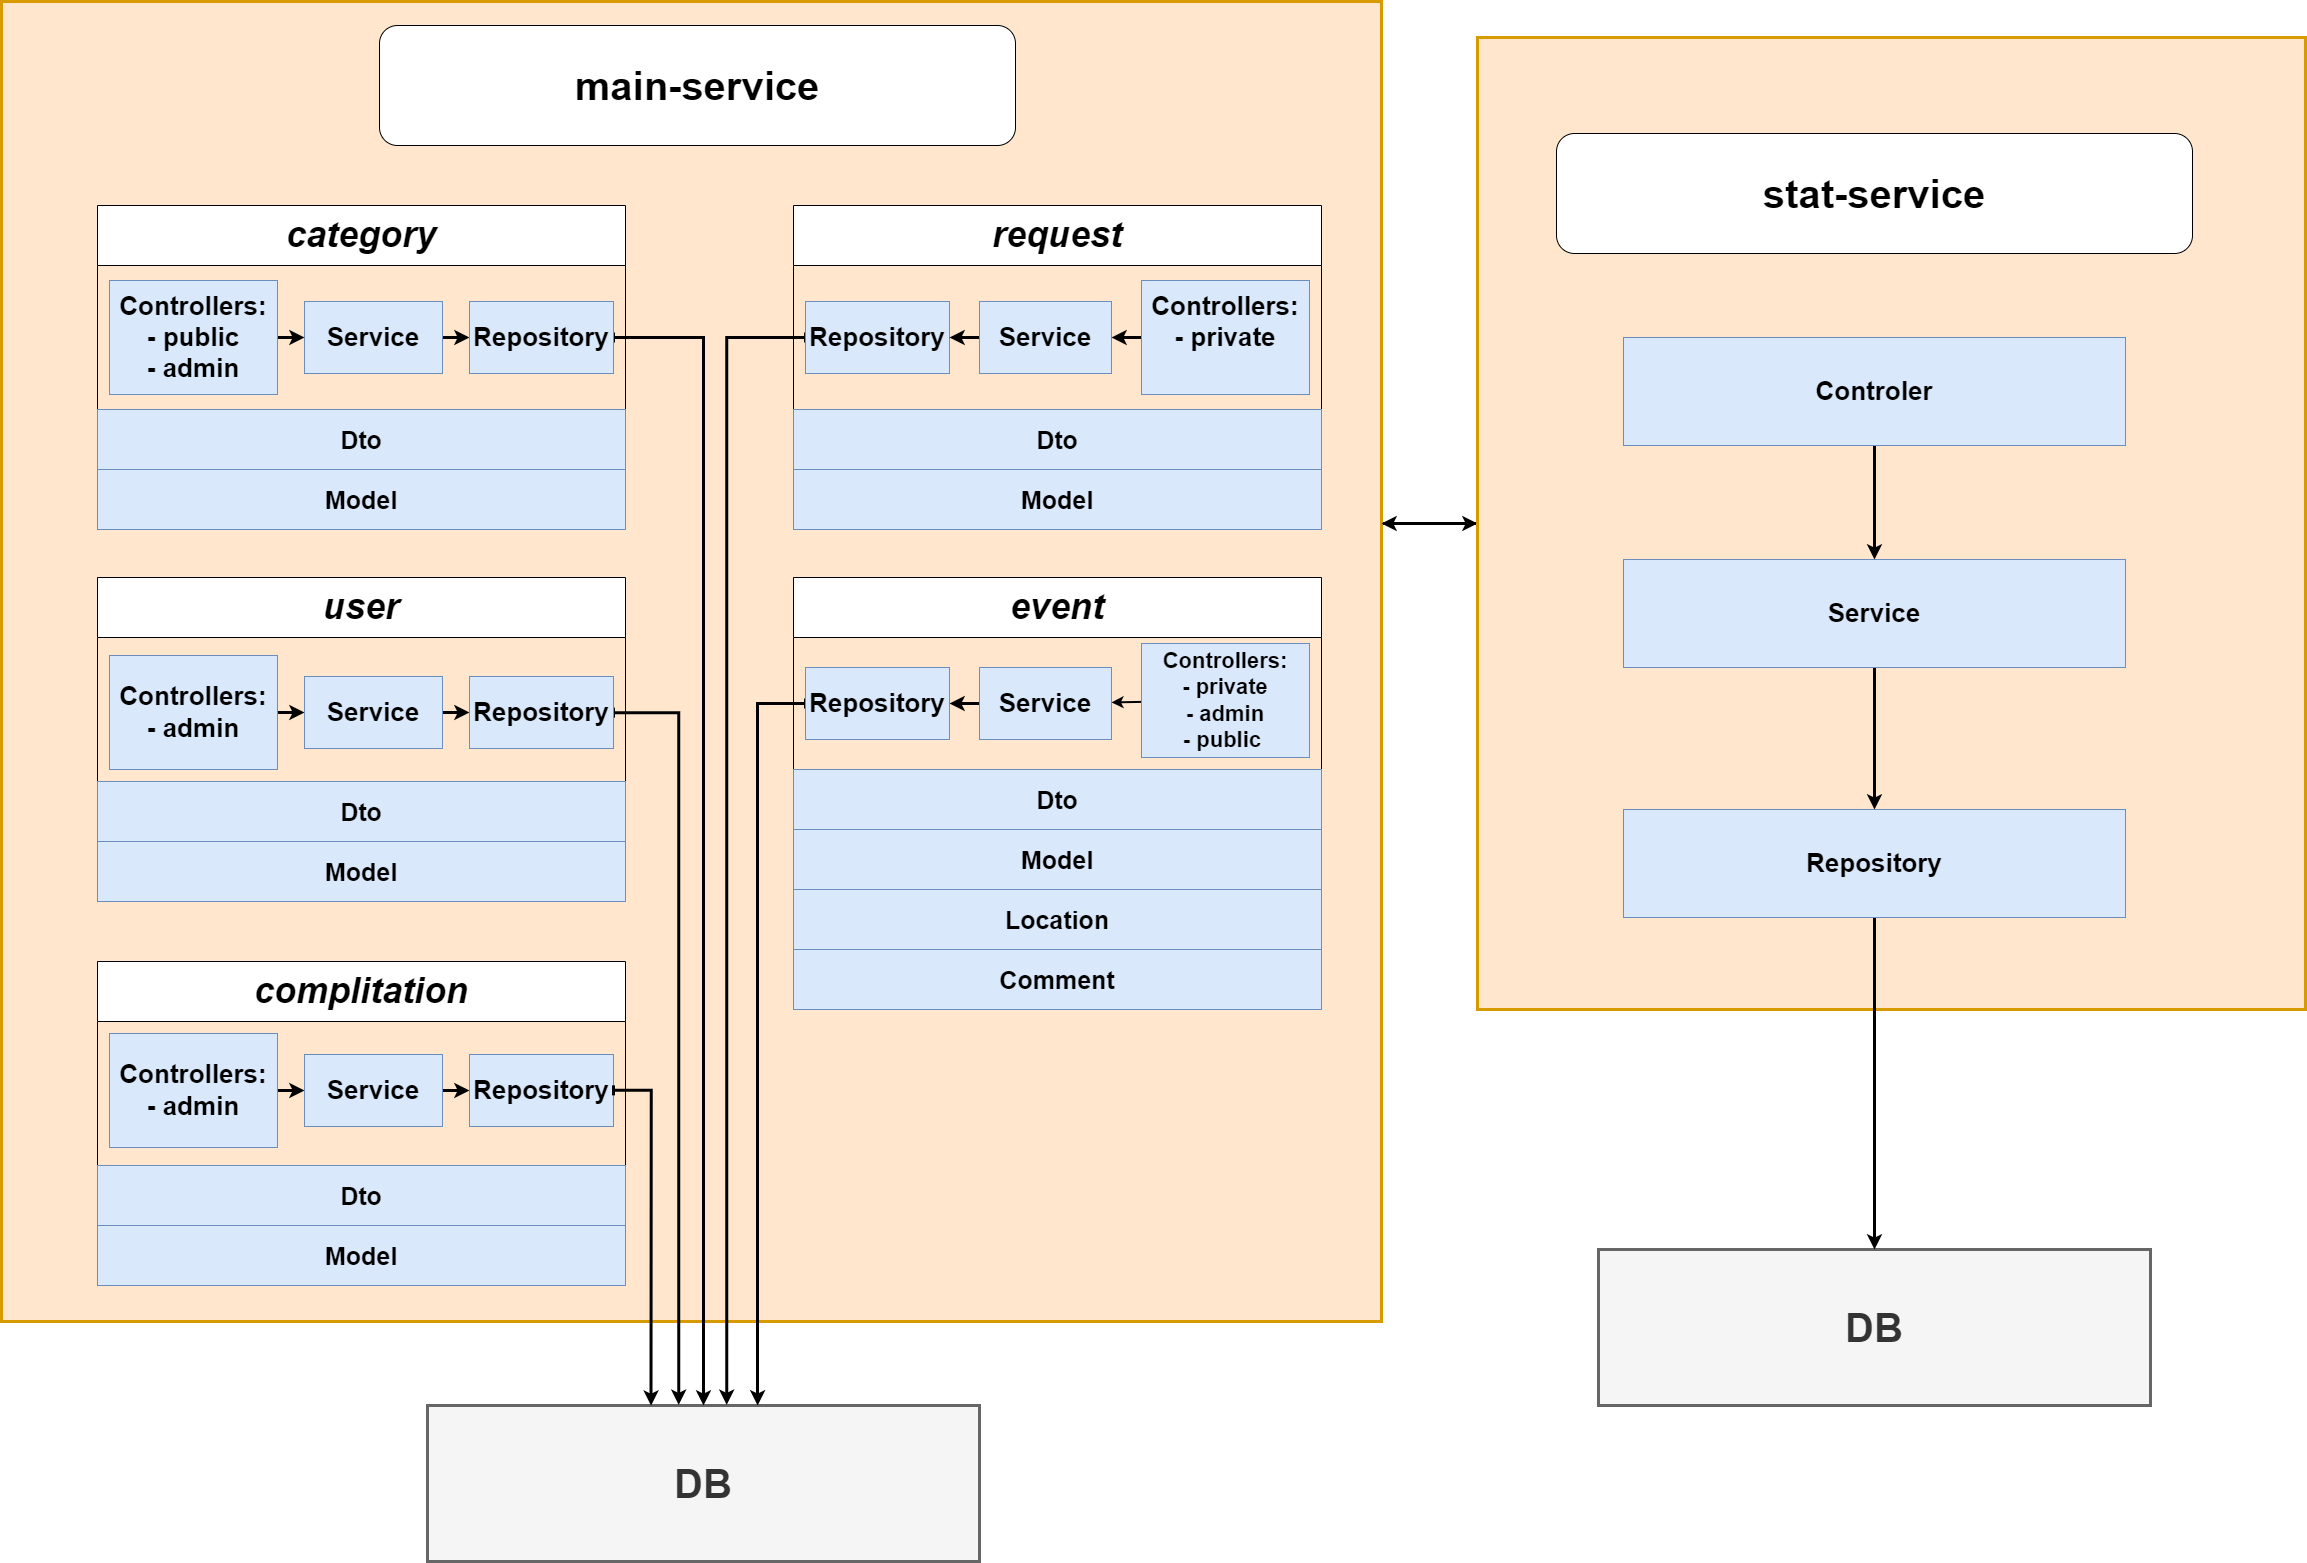 main-service
category
Controllers:
- public
- admin
Service
Repository
Dto
Model
request
Repository
Service
Controllers:
- private
Dto
Model
user
Controllers:
- admin
Service
Repository
Dto
Model
event
Repository
Service
Controllers:
- private
- admin
- public
Dto
Model
Location
Comment
complitation
Controllers:
- admin
Service
Repository
Dto
Model
DB
stat-service
Controler
Service
Repository
DB